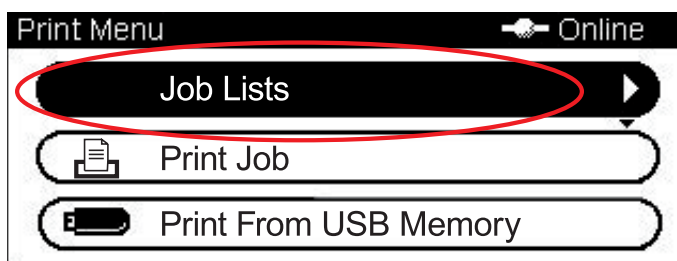 Print Menu Online
Job Lists
Print Job
Print From USB Memory